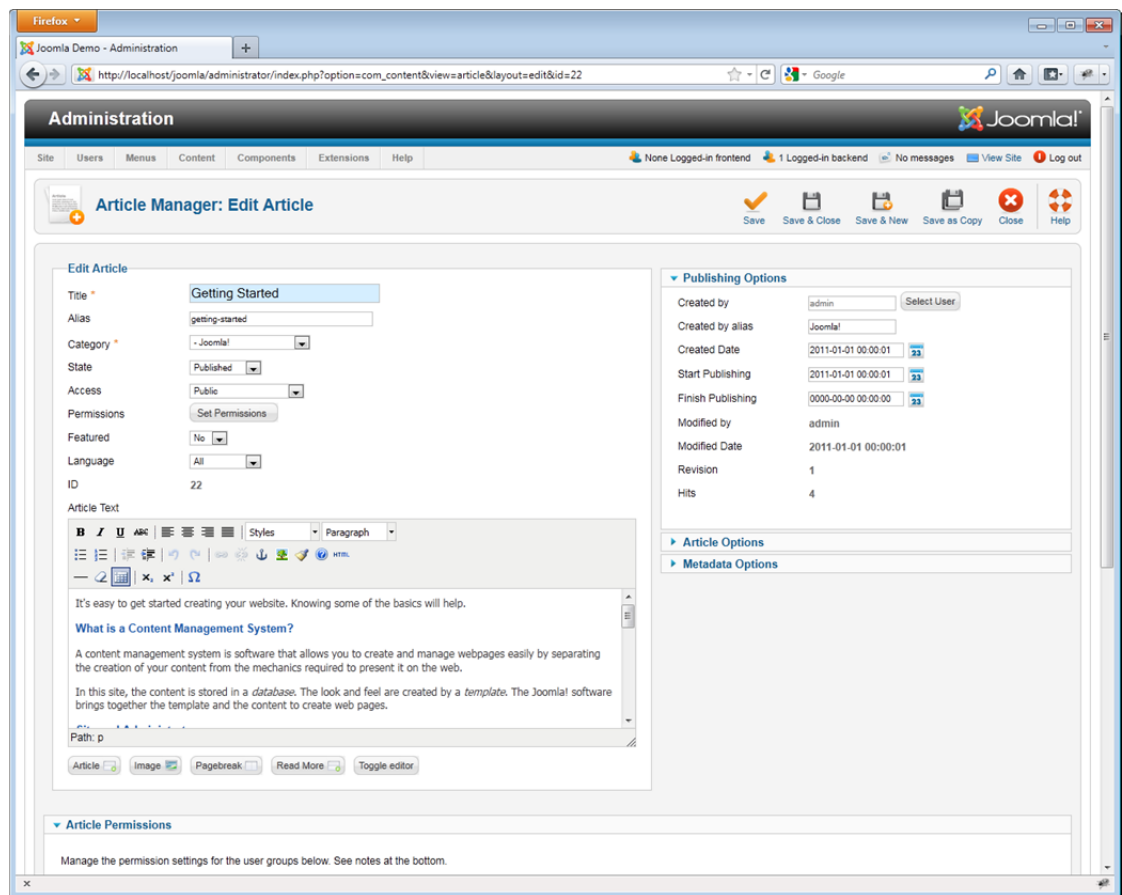 Firefox
Joomla Demo - Administration
http://localhost/joomla/administrator/index.php?option=com_content&view=article&layout=edit&id=22
Google
Administration
Joomla!
Site Users Menus Content Components Extensions Help
None Logged-in frontend 1 Logged-in backend No messages View Site Log out
Article Manager: Edit Article
Save Save & Close Save & New Save as Copy Close Help
Edit Article
Title * Getting Started
Alias getting-started
Category * - Joomla!
State Published
Access Public
Permissions Set Permissions
Featured No
Language All
ID 22
Article Text
B I U ABC Styles Paragraph
HTML
Ω
It's easy to get started creating your website. Knowing some of the basics will help.
What is a Content Management System?
A content management system is software that allows you to create and manage webpages easily by separating
the creation of your content from the mechanics required to present it on the web.
In this site, the content is stored in a database. The look and feel are created by a template. The Joomla! software
brings together the template and the content to create web pages.
Path: p
Article Image Pagebreak Read More Toggle editor
Publishing Options
Created by admin Select User
Created by alias Joomla!
Created Date 2011-01-01 00:00:01 23
Start Publishing 2011-01-01 00:00:01 23
Finish Publishing 0000-00-00 00:00:00 23
Modified by admin
Modified Date 2011-01-01 00:00:01
Revision 1
Hits 4
Article Options
Metadata Options
Article Permissions
Manage the permission settings for the user groups below. See notes at the bottom.